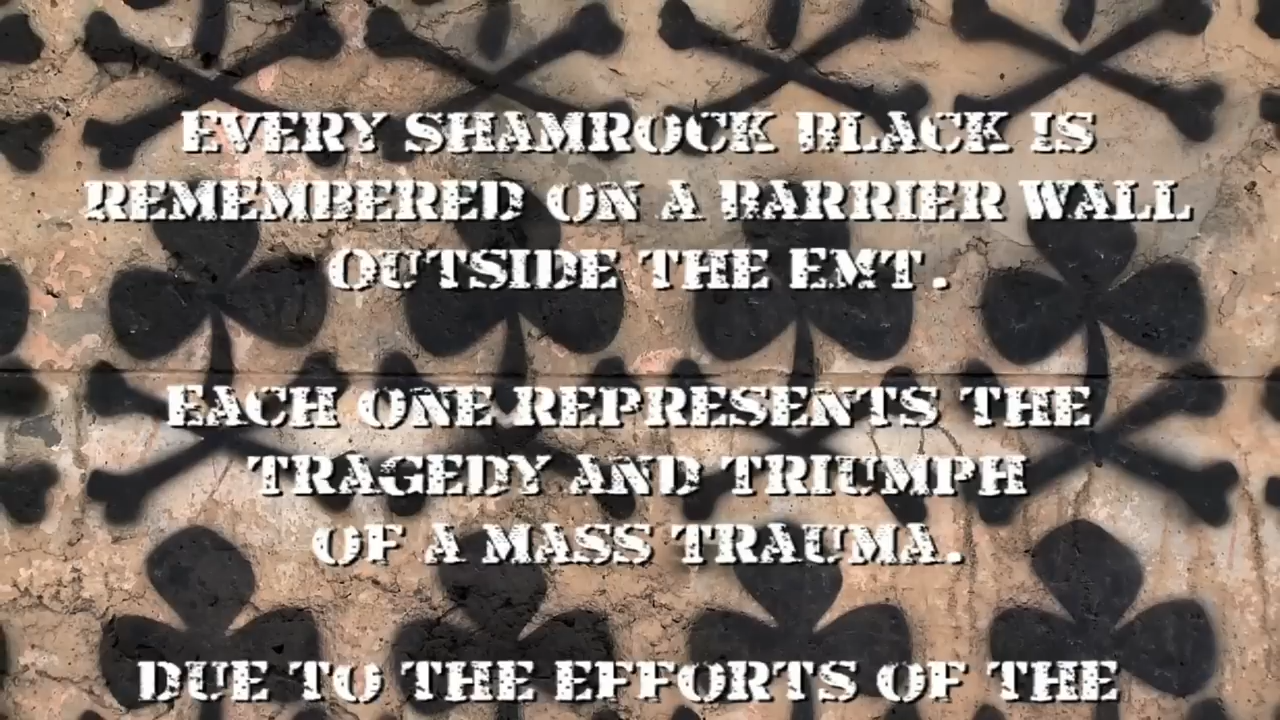 EVERY SHAMROCK BLACK IS
REMEMBERED ON A BARRIER WALL
OUTSIDE THE EMT.
EACH ONE REPRESENTS THE
TRAGEDY AND TRIUMPH
OF A MASS TRAUMA.
DUE TO THE EFFORTS OF THE